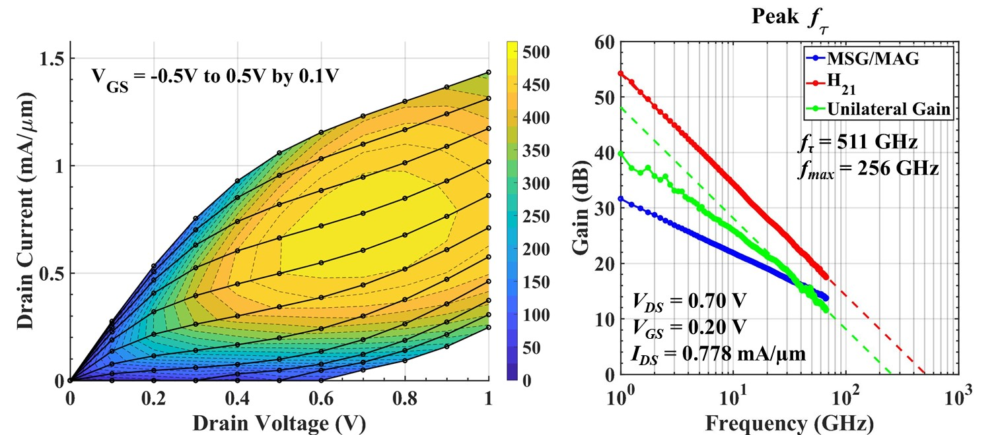 V_GS = -0.5V to 0.5V by 0.1V
Drain Current (mA/μm)
1.5
1
0.5
0
0 0.2 0.4 0.6 0.8 1
Drain Voltage (V)
500
450
400
350
300
250
200
150
100
50
0
Peak f_τ
MSG/MAG
H_21
Unilateral Gain
f_τ = 511 GHz
f_max = 256 GHz
V_DS = 0.70 V
V_GS = 0.20 V
I_DS = 0.778 mA/μm
Gain (dB)
60
50
40
30
20
10
0
10^0 10^1 10^2 10^3
Frequency (GHz)